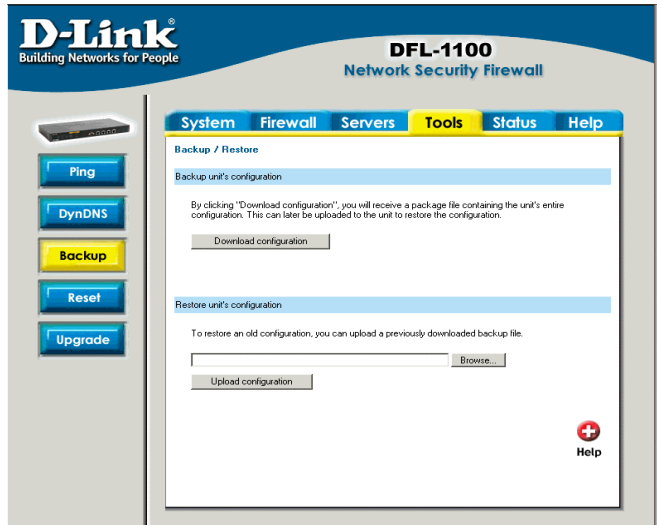 D-Link®
Building Networks for People
DFL-1100
Network Security Firewall
System Firewall Servers Tools Status Help
Ping
DynDNS
Backup
Reset
Upgrade
Backup / Restore
Backup unit's configuration
By clicking "Download configuration", you will receive a package file containing the unit's entire
configuration. This can later be uploaded to the unit to restore the configuration.
Download configuration
Restore unit's configuration
To restore an old configuration, you can upload a previously downloaded backup file.
Browse...
Upload configuration
Help